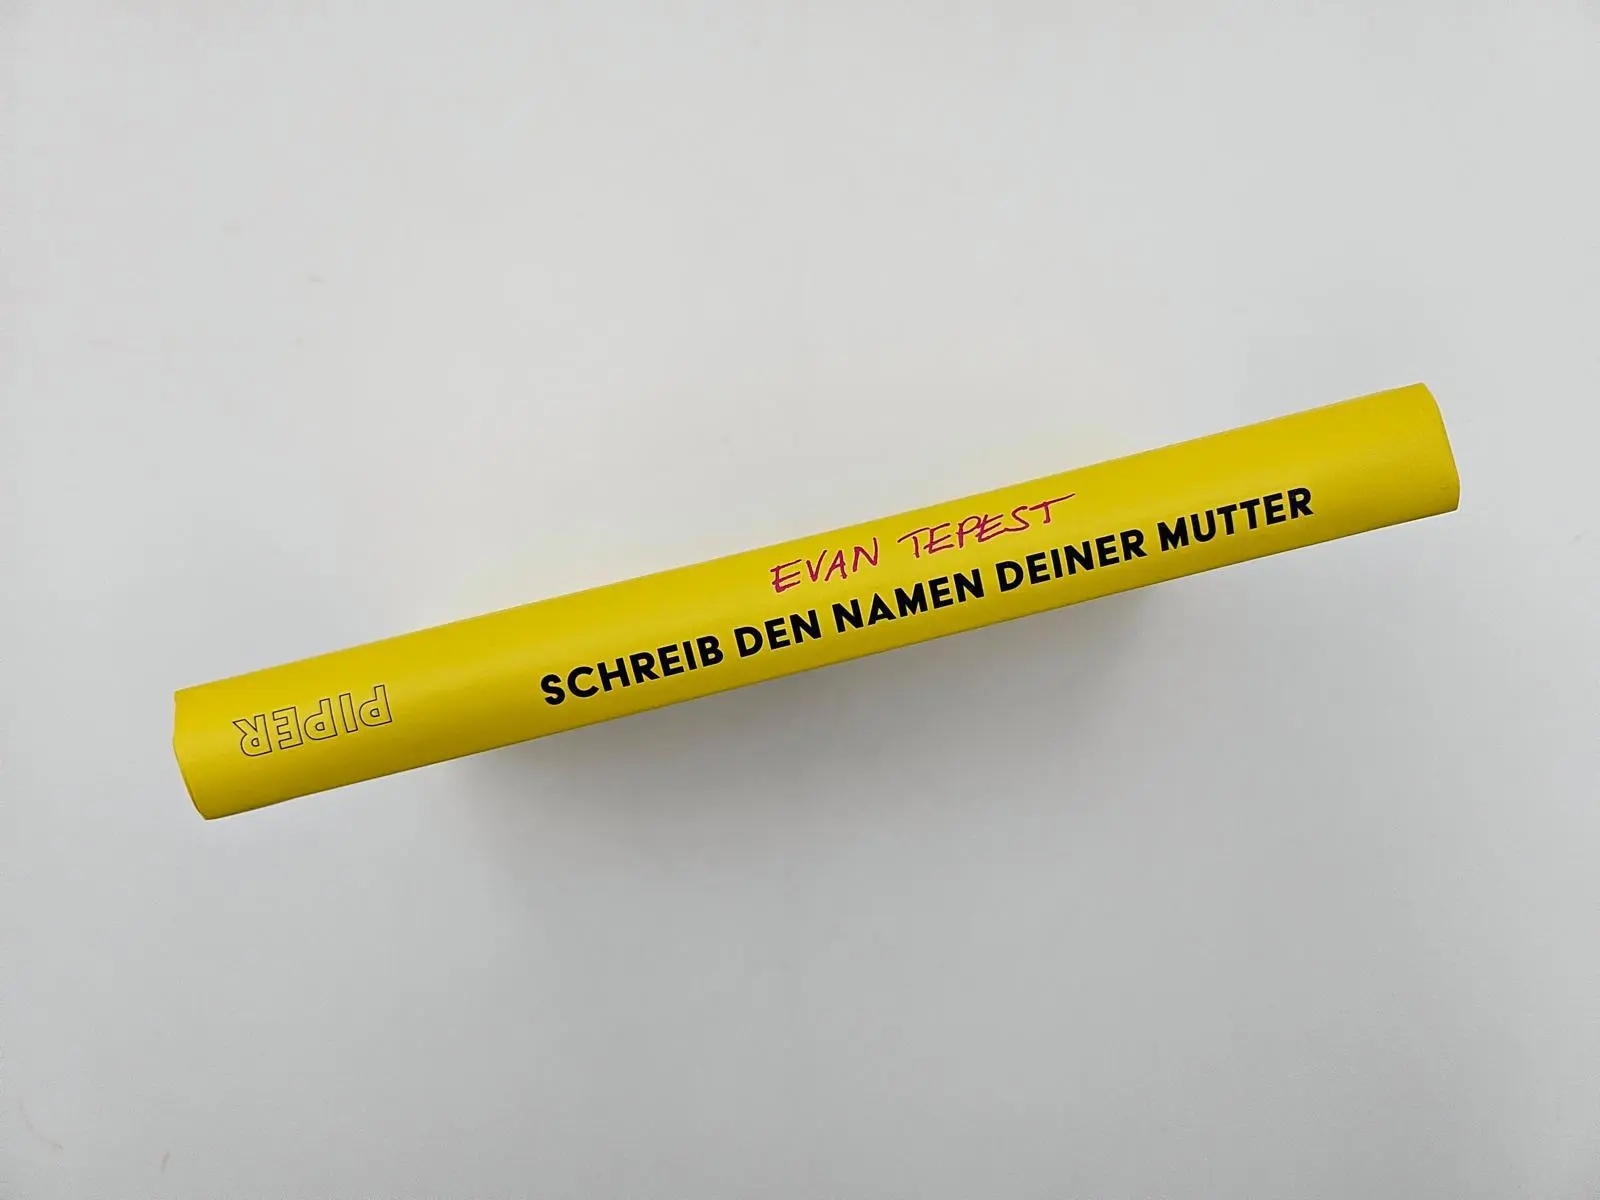 EVAN TEPEST
SCHREIB DEN NAMEN DEINER MUTTER
PIPER